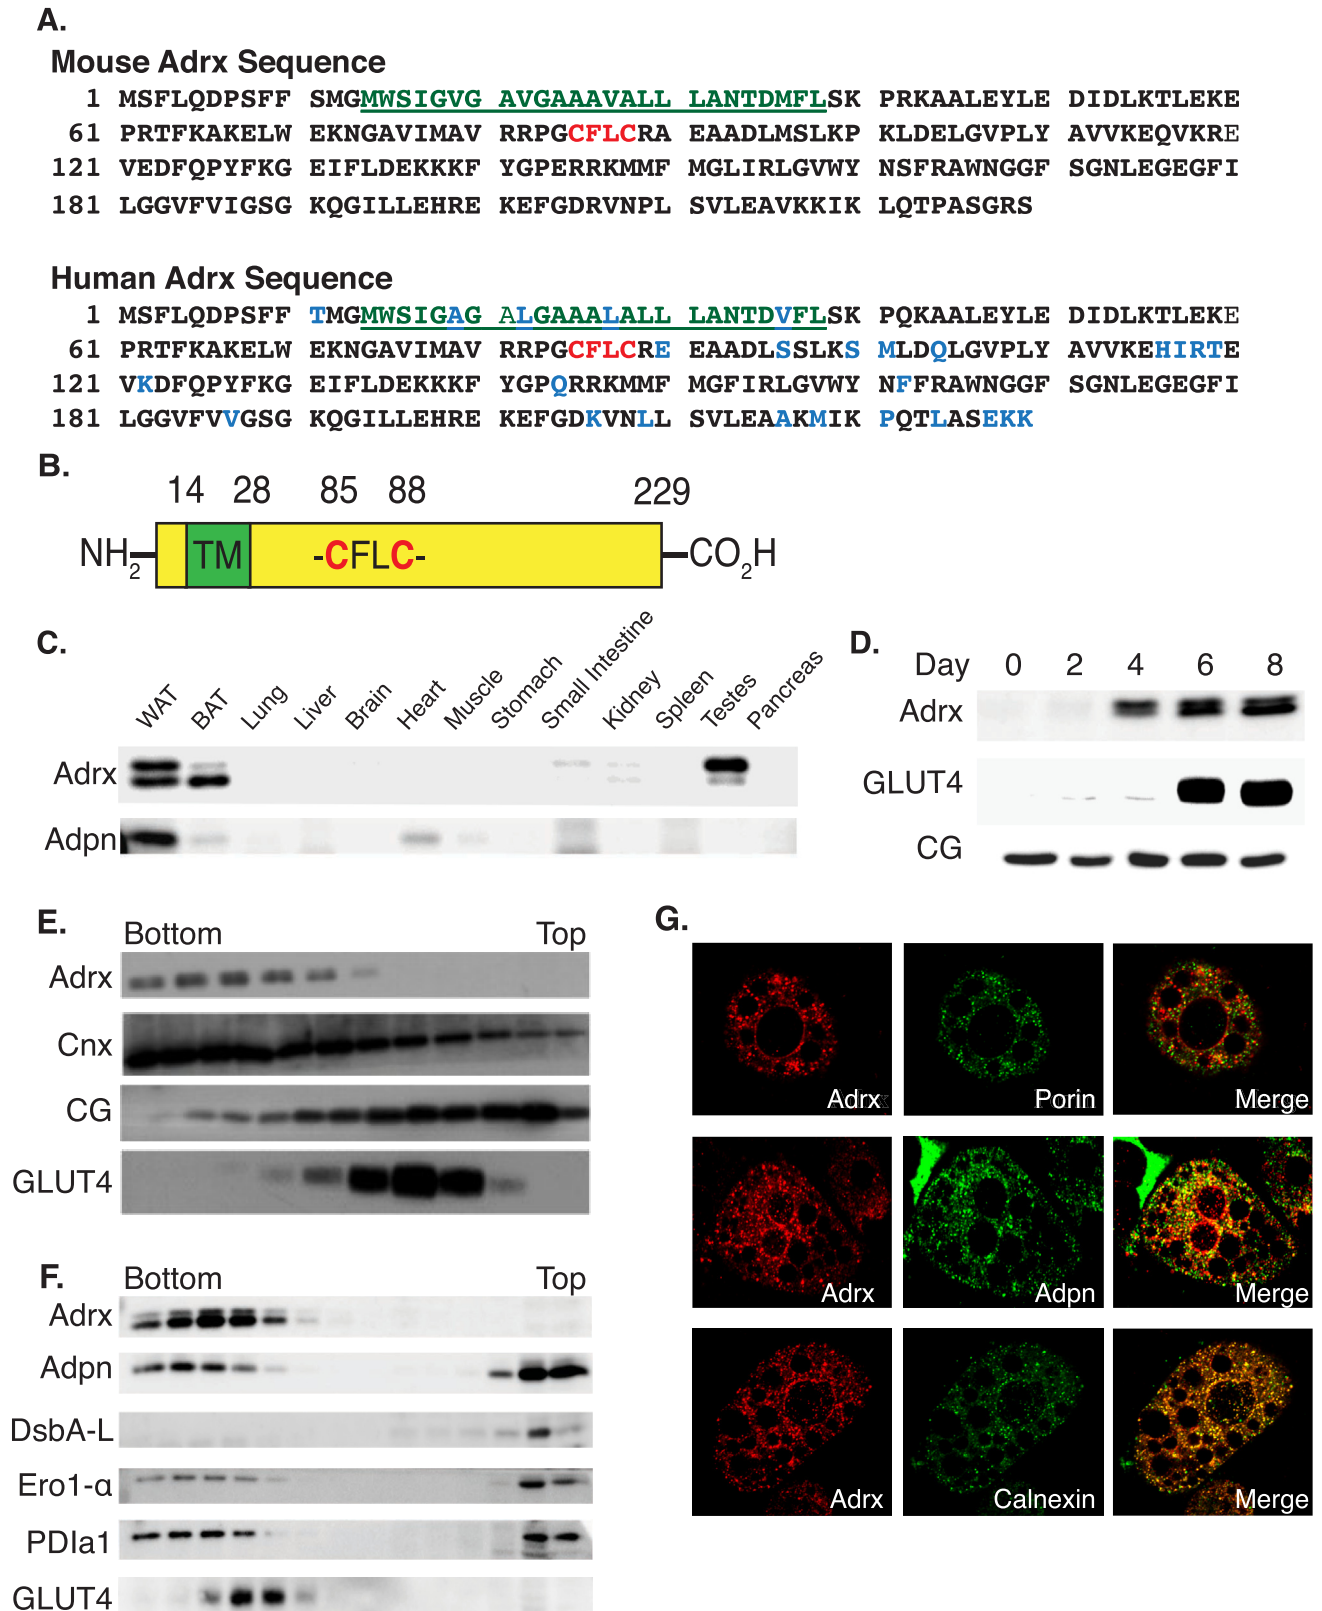 A.
Mouse Adrx Sequence
1 MSFLQDPSFF SMGMWSIGVG AVGAAAVALL LANTDMFLSK PRKAALEYLE DIDLKTLEKE
61 PRTFKAKELW EKNGAVIMAV RRPGCFLCRA EAADLMSLKP KLDELGVPLY AVVKEQVKRE
121 VEDFQPYFKG EIFLDEKKKF YGPERRKMMF MGLIRLGVWY NSFRAWNGGF SGNLEGEGFI
181 LGGVFVIGSG KQGILLEHRE KEFGDRVNPL SVLEAVKKIK LQTPASGRS
Human Adrx Sequence
1 MSFLQDPSFF TMGMWSIGAG ALGAAALALL LANTDVFLSK PQKAALEYLE DIDLKTLEKE
61 PRTFKAKELW EKNGAVIMAV RRPGCFLCRE EAADLSSLKS MLDQLGVPLY AVVKEHIRTE
121 VKDFQPYFKG EIFLDEKKKF YGPQRRKMMF MGFIRLGVWY NFFRAWNGGF SGNLEGEGFI
181 LGGVFVVGSG KQGILLEHRE KEFGDKVNLL SVLEAAKMIK PQTLASEKK
B.
14 28 85 88 229
NH2 TM -CFLC- CO2H
C.
WAT BAT Lung Liver Brain Heart Muscle Stomach Small Intestine Kidney Spleen Testes Pancreas
Adrx
Adpn
D.
Day 0 2 4 6 8
Adrx
GLUT4
CG
E.
Bottom Top
Adrx
Cnx
CG
GLUT4
F.
Bottom Top
Adrx
Adpn
DsbA-L
Ero1-α
PDIa1
GLUT4
G.
Adrx Porin Merge
Adrx Adpn Merge
Adrx Calnexin Merge